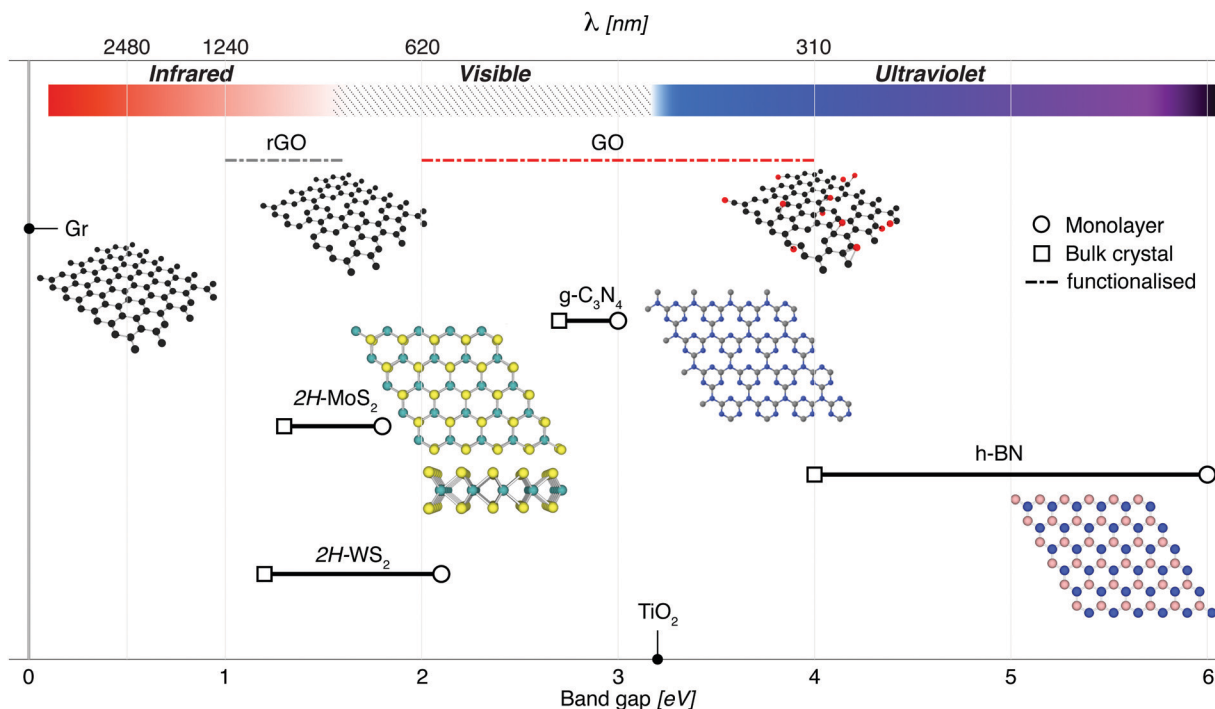 λ [nm]
2480 1240 620 310
Infrared Visible Ultraviolet
rGO GO
Gr
Monolayer
Bulk crystal
functionalised
g-C₃N₄
2H-MoS₂
h-BN
2H-WS₂
TiO₂
0 1 2 3 4 5 6
Band gap [eV]